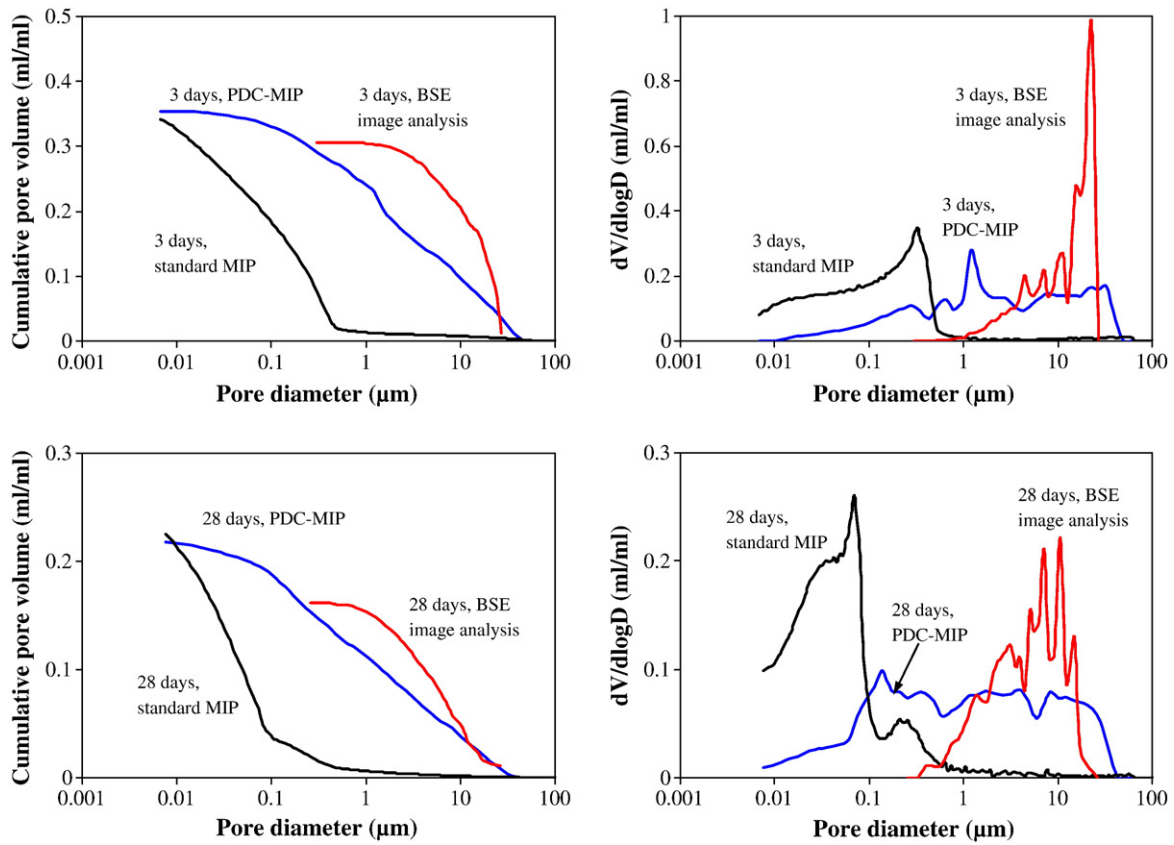 Cumulative pore volume (ml/ml)
0.5
0.4
0.3
0.2
0.1
0
3 days, PDC-MIP
3 days, BSE
image analysis
3 days,
standard MIP
0.001
0.01
0.1
1
10
100
Pore diameter (µm)
dV/dlogD (ml/ml)
1
0.8
0.6
0.4
0.2
0
3 days, BSE
image analysis
3 days,
PDC-MIP
3 days,
standard MIP
0.001
0.01
0.1
1
10
100
Pore diameter (µm)
Cumulative pore volume (ml/ml)
0.3
0.2
0.1
0
28 days, PDC-MIP
28 days, BSE
image analysis
28 days,
standard MIP
0.001
0.01
0.1
1
10
100
Pore diameter (µm)
dV/dlogD (ml/ml)
0.3
0.2
0.1
0
28 days,
standard MIP
28 days, BSE
image analysis
28 days,
PDC-MIP
0.001
0.01
0.1
1
10
100
Pore diameter (µm)